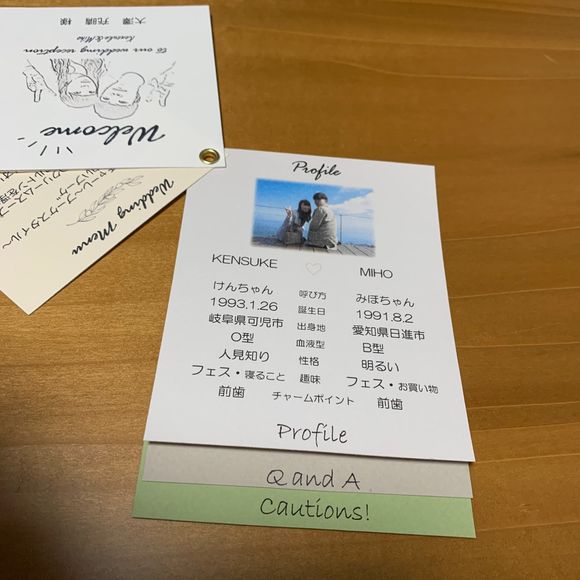 Welcome
to our wedding reception
Kensuke & Miho
Wedding Menu
Profile
KENSUKE MIHO
けんちゃん 呼び方 みほちゃん
1993.1.26 誕生日 1991.8.2
岐阜県可児市 出身地 愛知県日進市
O型 血液型 B型
人見知り 性格 明るい
フェス・寝ること 趣味 フェス・お買い物
前歯 チャームポイント 前歯
Profile
Q and A
Cautions!